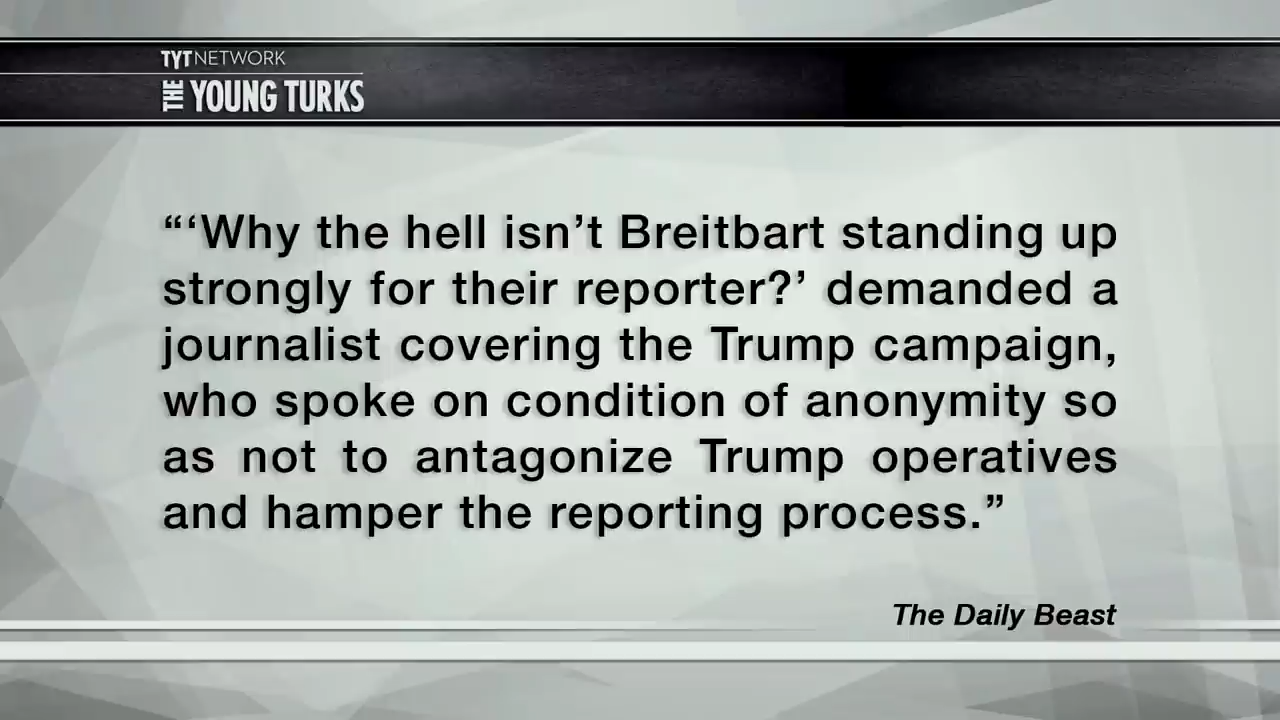 TYTNETWORK
THE YOUNG TURKS
“‘Why the hell isn’t Breitbart standing up
strongly for their reporter?’ demanded a
journalist covering the Trump campaign,
who spoke on condition of anonymity so
as not to antagonize Trump operatives
and hamper the reporting process.”
The Daily Beast